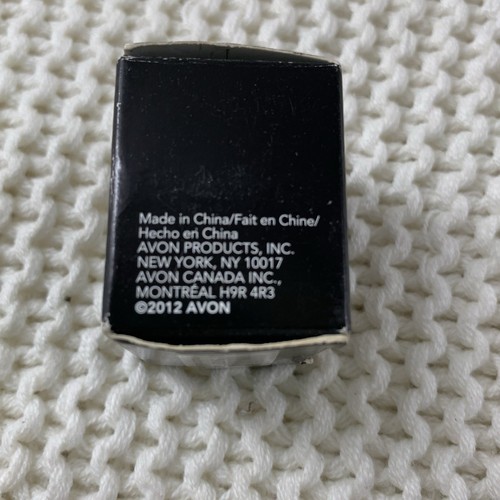 Made in China/Fait en Chine/
Hecho en China
AVON PRODUCTS, INC.
NEW YORK, NY 10017
AVON CANADA INC.,
MONTRÉAL H9R 4R3
©2012 AVON